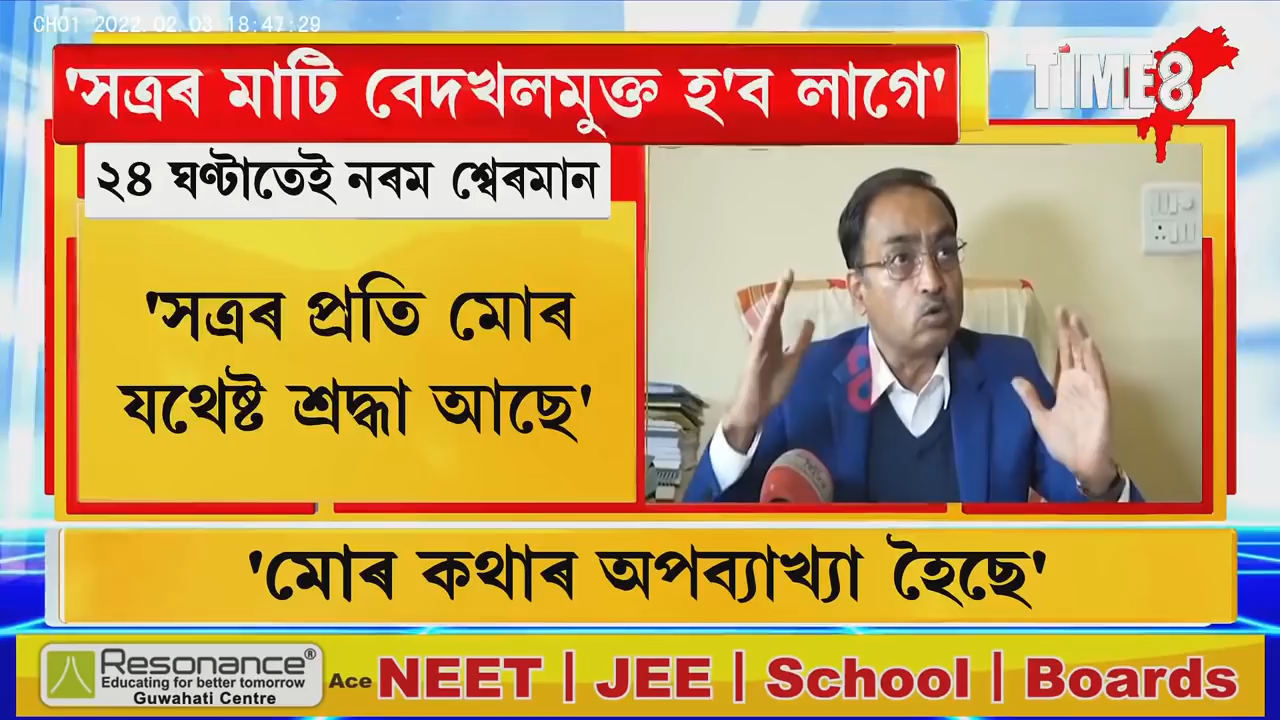 CH01 2022.02.03 18:47:29
'সত্ৰৰ মাটি বেদখলমুক্ত হ'ব লাগে'
TIME8
২৪ ঘণ্টাতেই নৰম শ্বেৰমান
'সত্ৰৰ প্ৰতি মোৰ
যথেষ্ট শ্ৰদ্ধা আছে'
'মোৰ কথাৰ অপব্যাখ্যা হৈছে'
Resonance®
Educating for better tomorrow
Guwahati Centre
Ace NEET | JEE | School | Boards